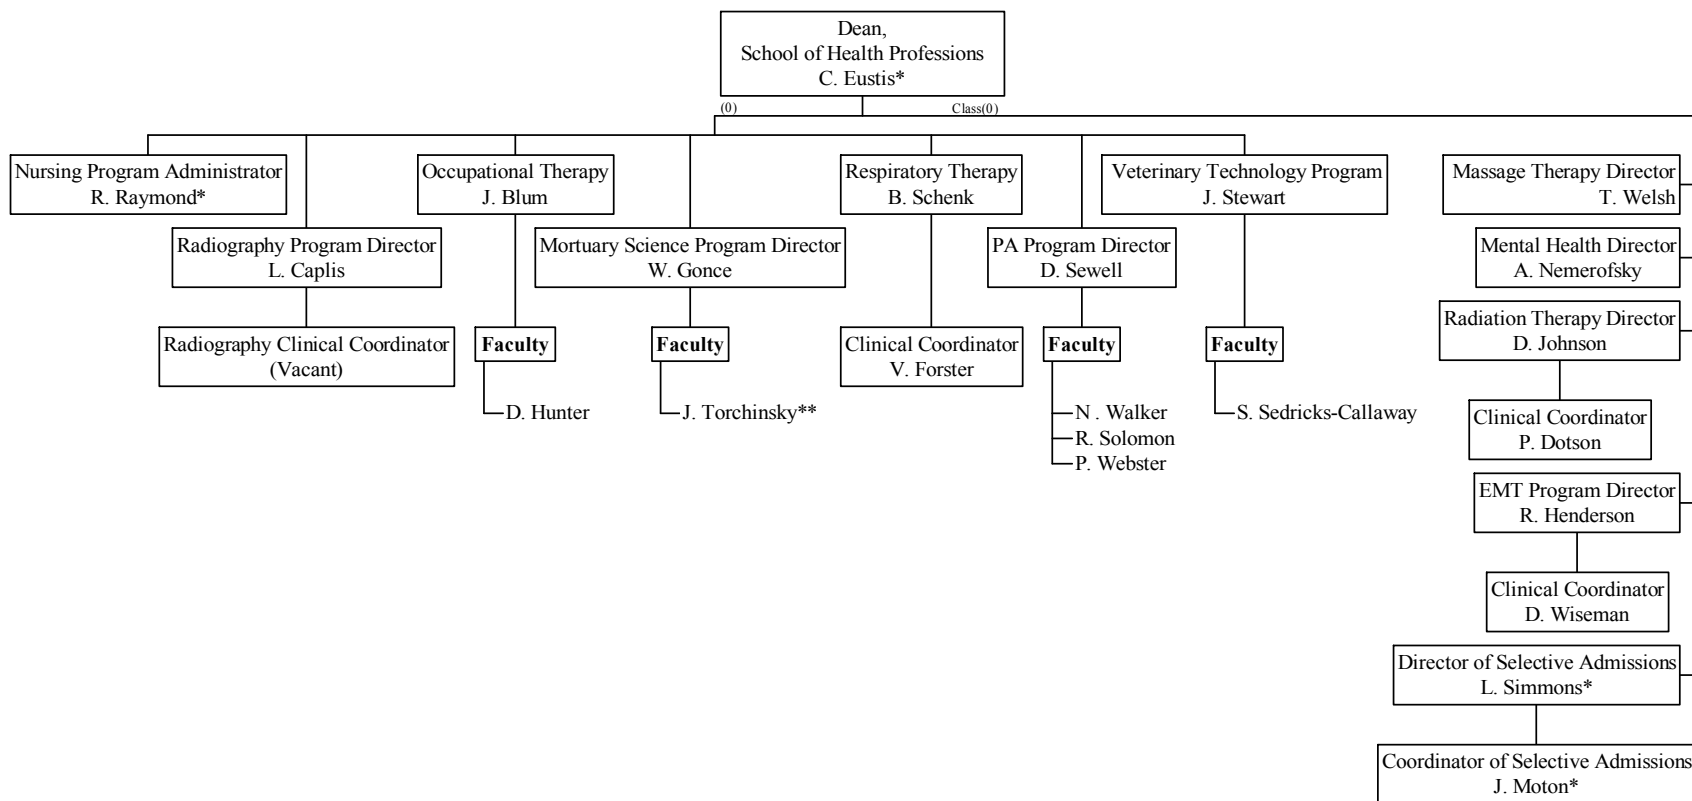 Dean,
School of Health Professions
C. Eustis*
(0)
Class(0)
Nursing Program Administrator
R. Raymond*
Occupational Therapy
J. Blum
Respiratory Therapy
B. Schenk
Veterinary Technology Program
J. Stewart
Massage Therapy Director
T. Welsh
Radiography Program Director
L. Caplis
Mortuary Science Program Director
W. Gonce
PA Program Director
D. Sewell
Mental Health Director
A. Nemerofsky
Radiography Clinical Coordinator
(Vacant)
Faculty
D. Hunter
Faculty
J. Torchinsky**
Clinical Coordinator
V. Forster
Faculty
N . Walker
R. Solomon
P. Webster
Faculty
S. Sedricks-Callaway
Radiation Therapy Director
D. Johnson
Clinical Coordinator
P. Dotson
EMT Program Director
R. Henderson
Clinical Coordinator
D. Wiseman
Director of Selective Admissions
L. Simmons*
Coordinator of Selective Admissions
J. Moton*